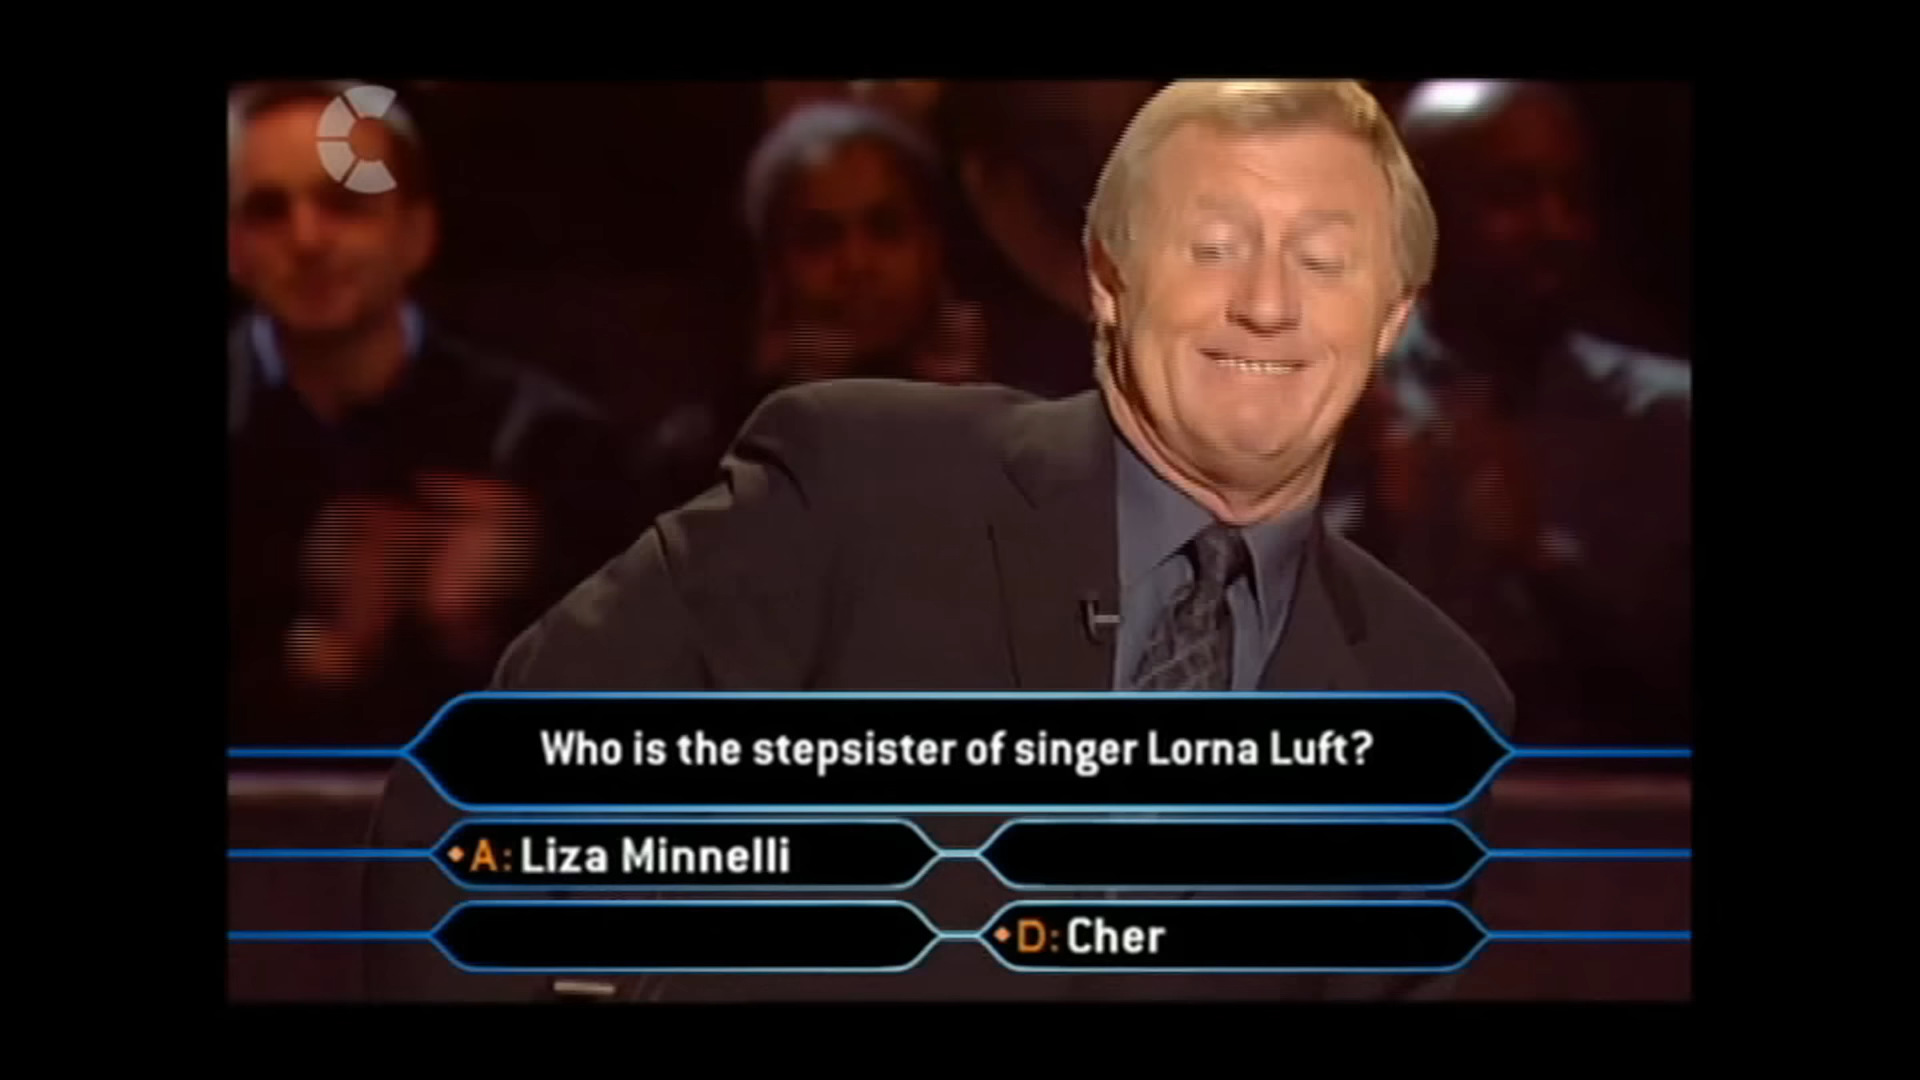 Who is the stepsister of singer Lorna Luft?
A: Liza Minnelli
D: Cher